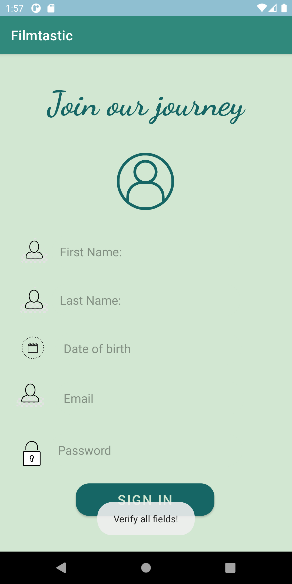 1:57
Filmtastic
Join our journey
First Name:
Last Name:
Date of birth
Email
Password
SIGN IN
Verify all fields!